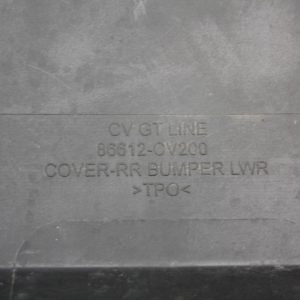 CV GT LINE
86612-CV200
COVER-RR BUMPER LWR
>TPO<